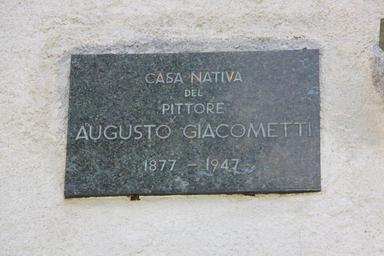 CASA NATIVA
DEL
PITTORE
AUGUSTO GIACOMETTI
1877 – 1947